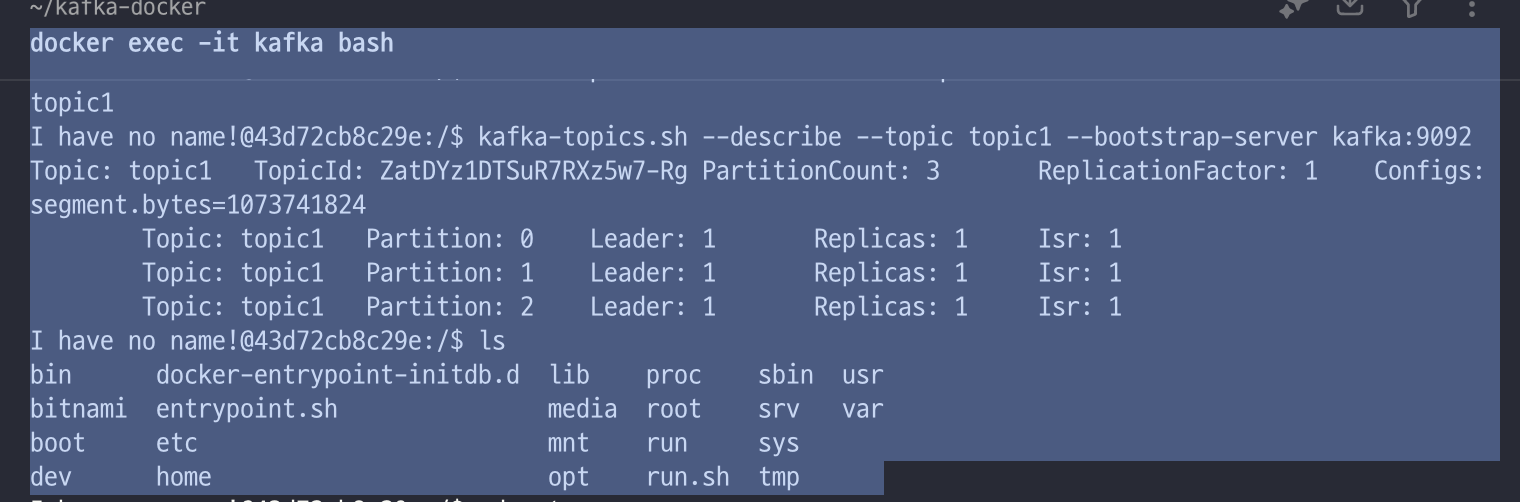 ~/kafka-docker
docker exec -it kafka bash
topic1
I have no name!@43d72cb8c29e:/$ kafka-topics.sh --describe --topic topic1 --bootstrap-server kafka:9092
Topic: topic1   TopicId: ZatDYz1DTSuR7RXz5w7-Rg PartitionCount: 3       ReplicationFactor: 1    Configs:
segment.bytes=1073741824
        Topic: topic1   Partition: 0    Leader: 1       Replicas: 1     Isr: 1
        Topic: topic1   Partition: 1    Leader: 1       Replicas: 1     Isr: 1
        Topic: topic1   Partition: 2    Leader: 1       Replicas: 1     Isr: 1
I have no name!@43d72cb8c29e:/$ ls
bin      docker-entrypoint-initdb.d  lib    proc    sbin  usr
bitnami  entrypoint.sh               media  root    srv   var
boot     etc                         mnt    run     sys
dev      home                        opt    run.sh  tmp